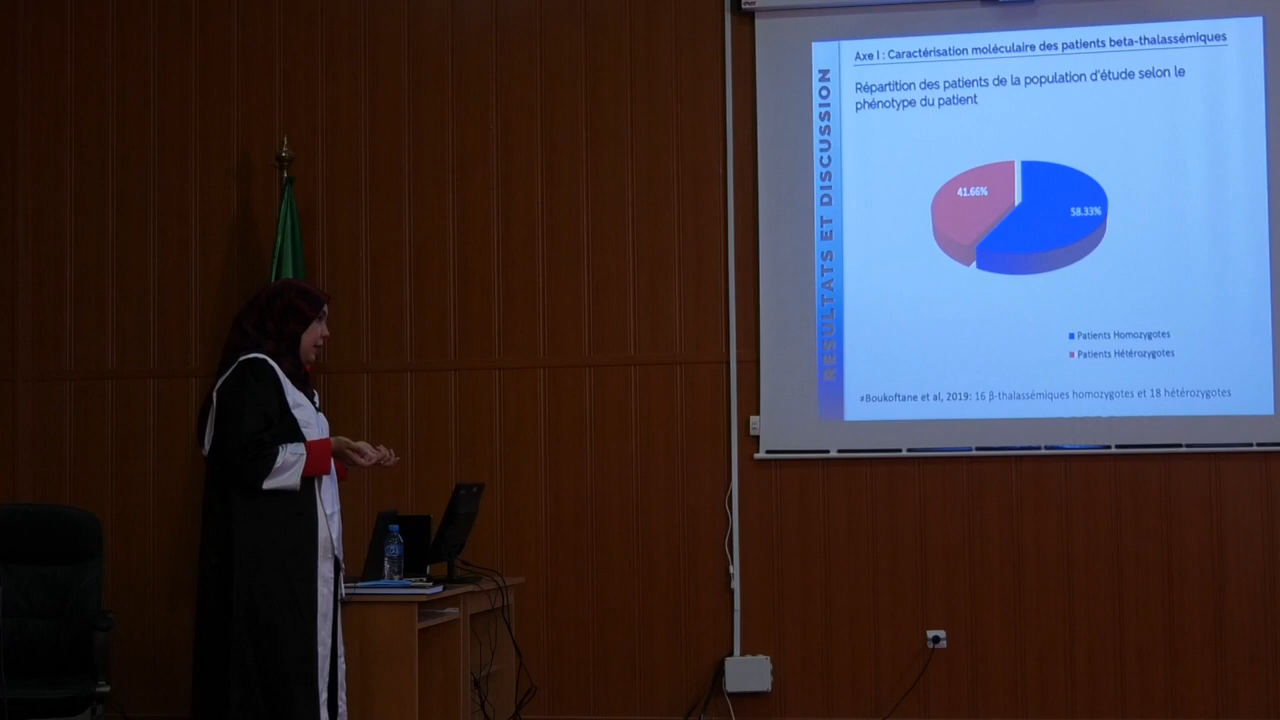 Axe I : Caractérisation moléculaire des patients beta-thalassémiques
Répartition des patients de la population d'étude selon le
phénotype du patient
RESULTATS ET DISCUSSION
41.66%
58.33%
Patients Homozygotes
Patients Hétérozygotes
≠Boukoftane et al, 2019: 16 β-thalassémiques homozygotes et 18 hétérozygotes